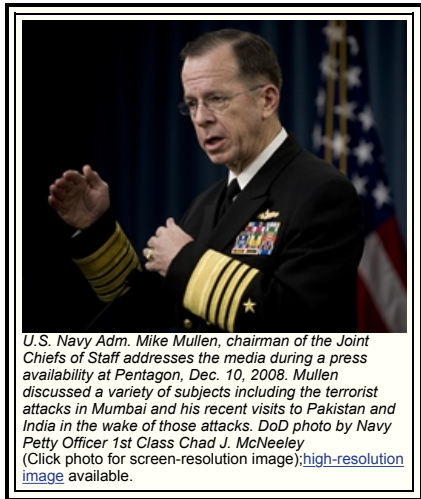 U.S. Navy Adm. Mike Mullen, chairman of the Joint
Chiefs of Staff addresses the media during a press
availability at Pentagon, Dec. 10, 2008. Mullen
discussed a variety of subjects including the terrorist
attacks in Mumbai and his recent visits to Pakistan and
India in the wake of those attacks. DoD photo by Navy
Petty Officer 1st Class Chad J. McNeeley
(Click photo for screen-resolution image);high-resolution
image available.